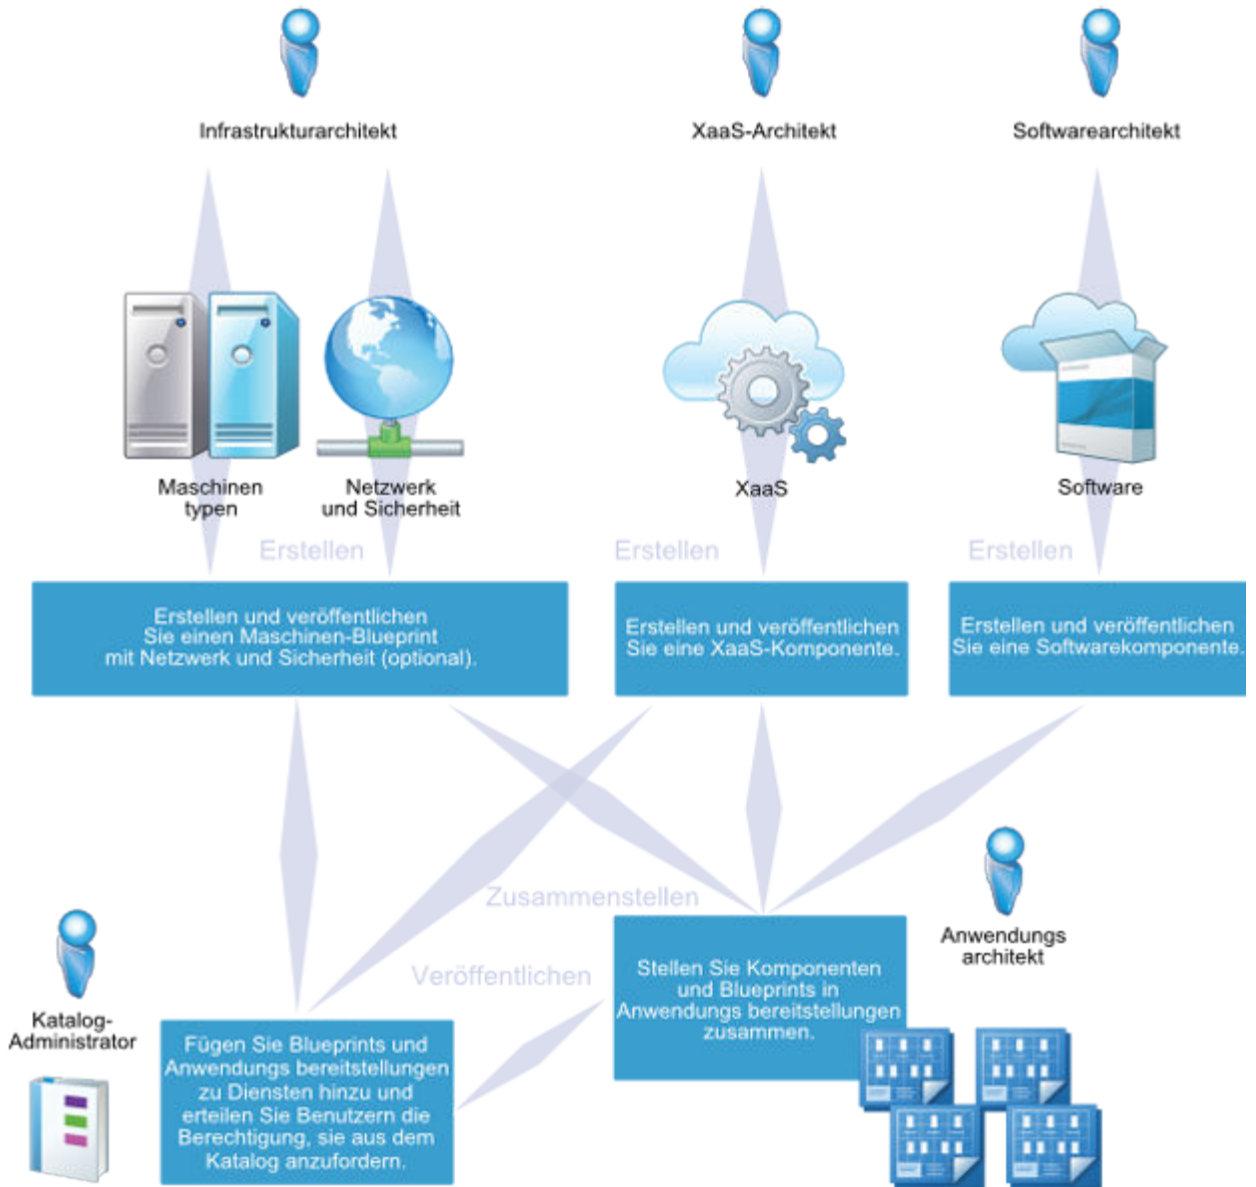 Infrastrukturarchitekt
XaaS-Architekt
Softwarearchitekt
Maschinen
typen
Netzwerk
und Sicherheit
XaaS
Software
Erstellen
Erstellen
Erstellen
Erstellen und veröffentlichen
Sie einen Maschinen-Blueprint
mit Netzwerk und Sicherheit (optional).
Erstellen und veröffentlichen
Sie eine XaaS-Komponente.
Erstellen und veröffentlichen
Sie eine Softwarekomponente.
Zusammenstellen
Veröffentlichen
Anwendungs
architekt
Stellen Sie Komponenten
und Blueprints in
Anwendungs bereitstellungen
zusammen.
Katalog-
Administrator
Fügen Sie Blueprints und
Anwendungs bereitstellungen
zu Diensten hinzu und
erteilen Sie Benutzern die
Berechtigung, sie aus dem
Katalog anzufordern.